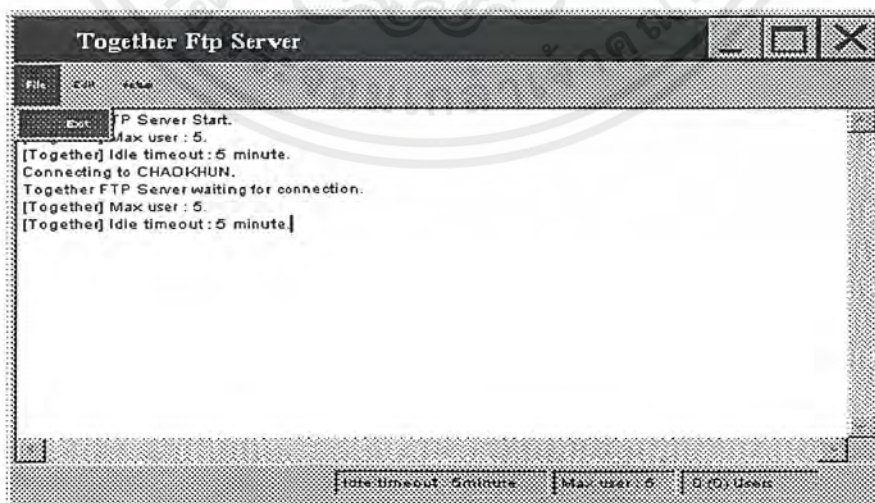 Together Ftp Server
File Edit setup
Exit
TP Server Start.
Max user : 5.
[Together] Idle timeout : 5 minute.
Connecting to CHAOKHUN.
Together FTP Server waiting for connection.
[Together] Max user : 5.
[Together] Idle timeout : 5 minute.
Idle timeout : 5minute Max user : 5 0 (0) Users